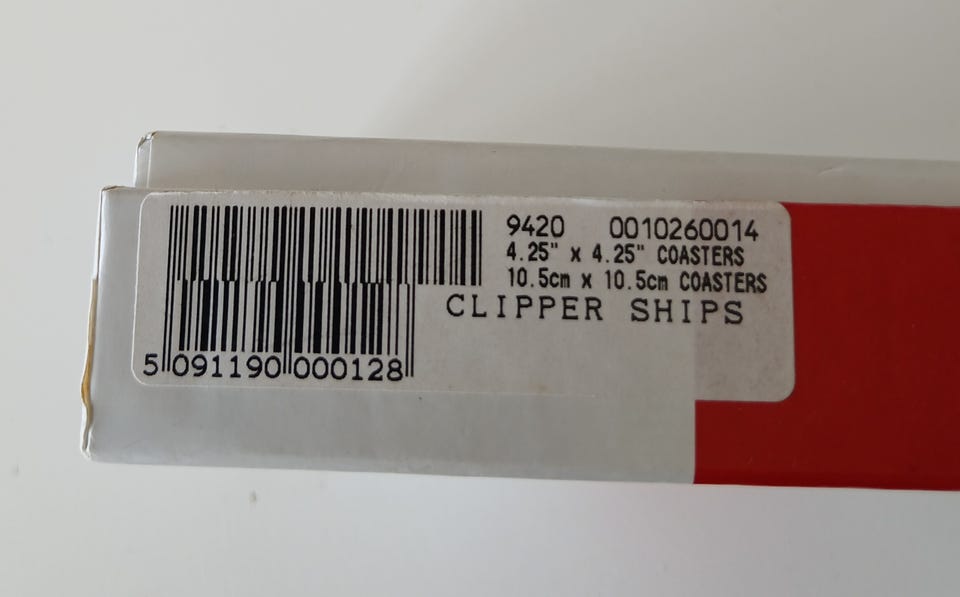 9420 0010260014
4.25" x 4.25" COASTERS
10.5cm x 10.5cm COASTERS
CLIPPER SHIPS
5 091190 000128